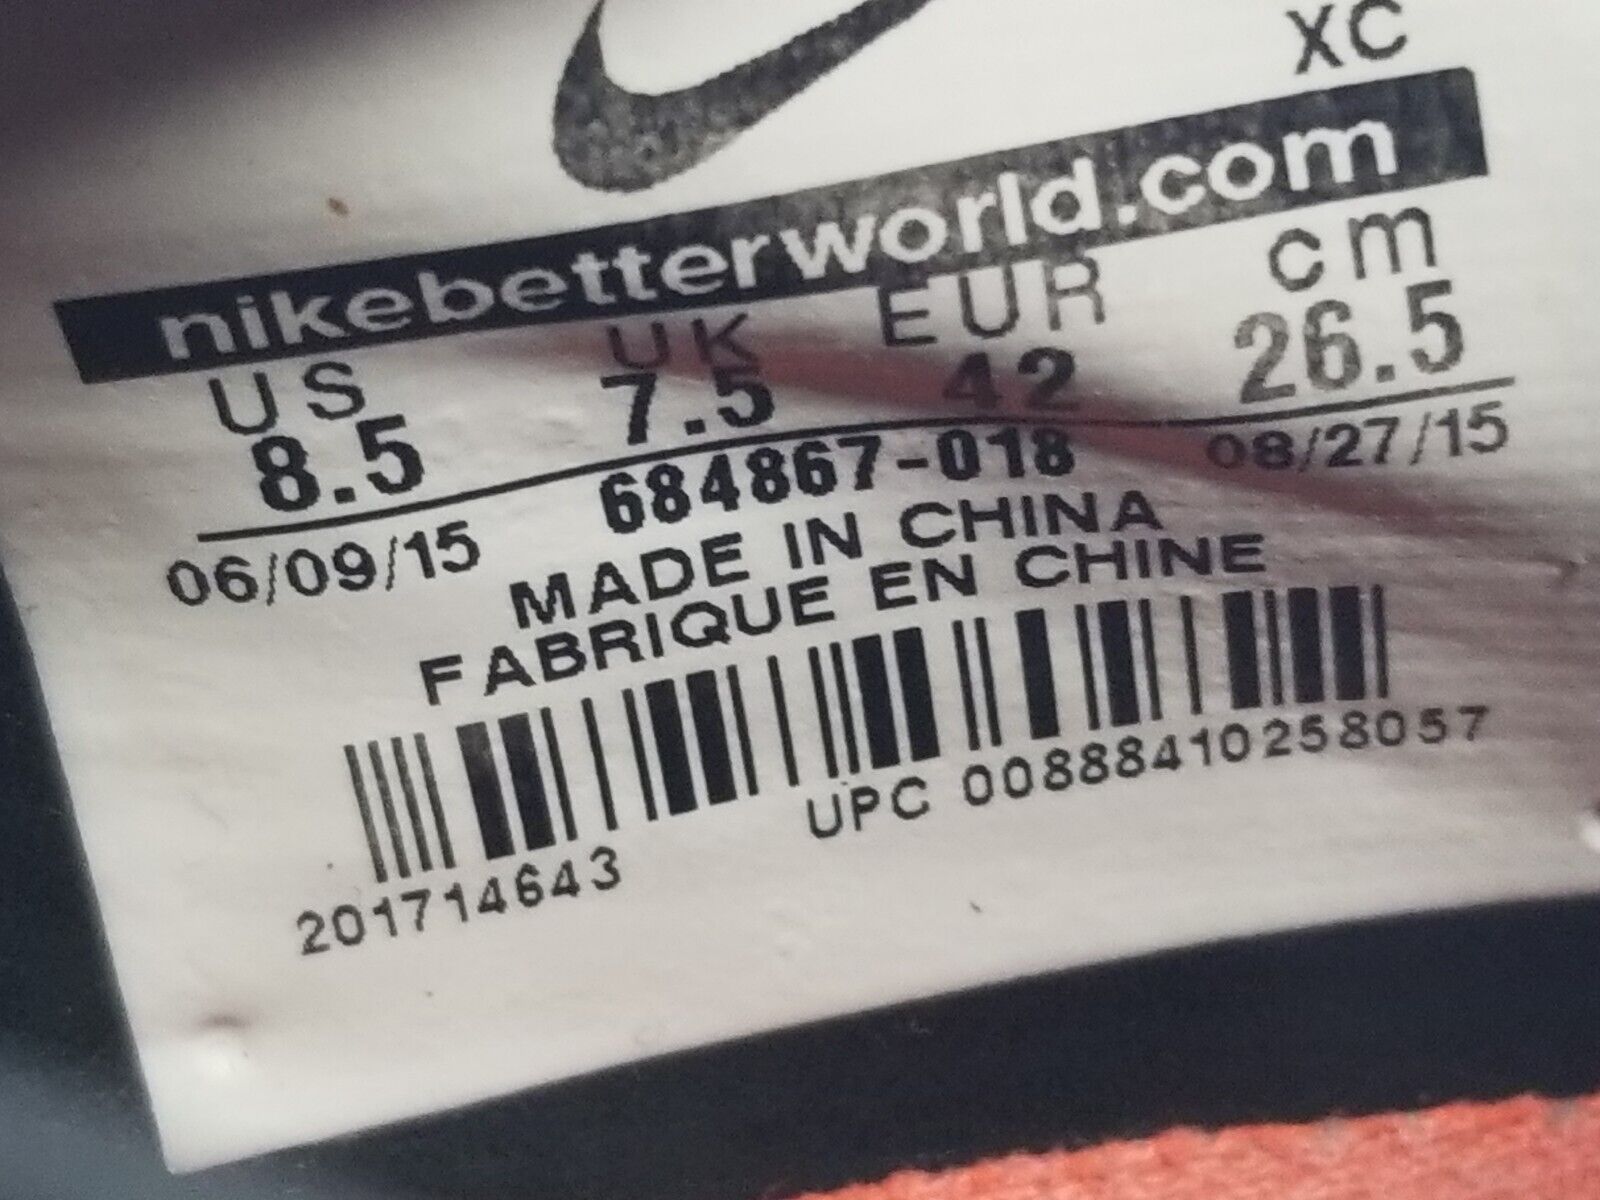 XC
nikebetterworld.com
US UK EUR cm
8.5 7.5 42 26.5
06/09/15 684867-018 08/27/15
MADE IN CHINA
FABRIQUE EN CHINE
UPC 00888410258057
201714643